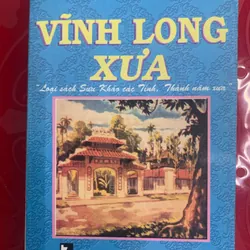 VĨNH LONG
XƯA
"Loại sách Sưu Khảo các Tỉnh, Thành năm xưa"